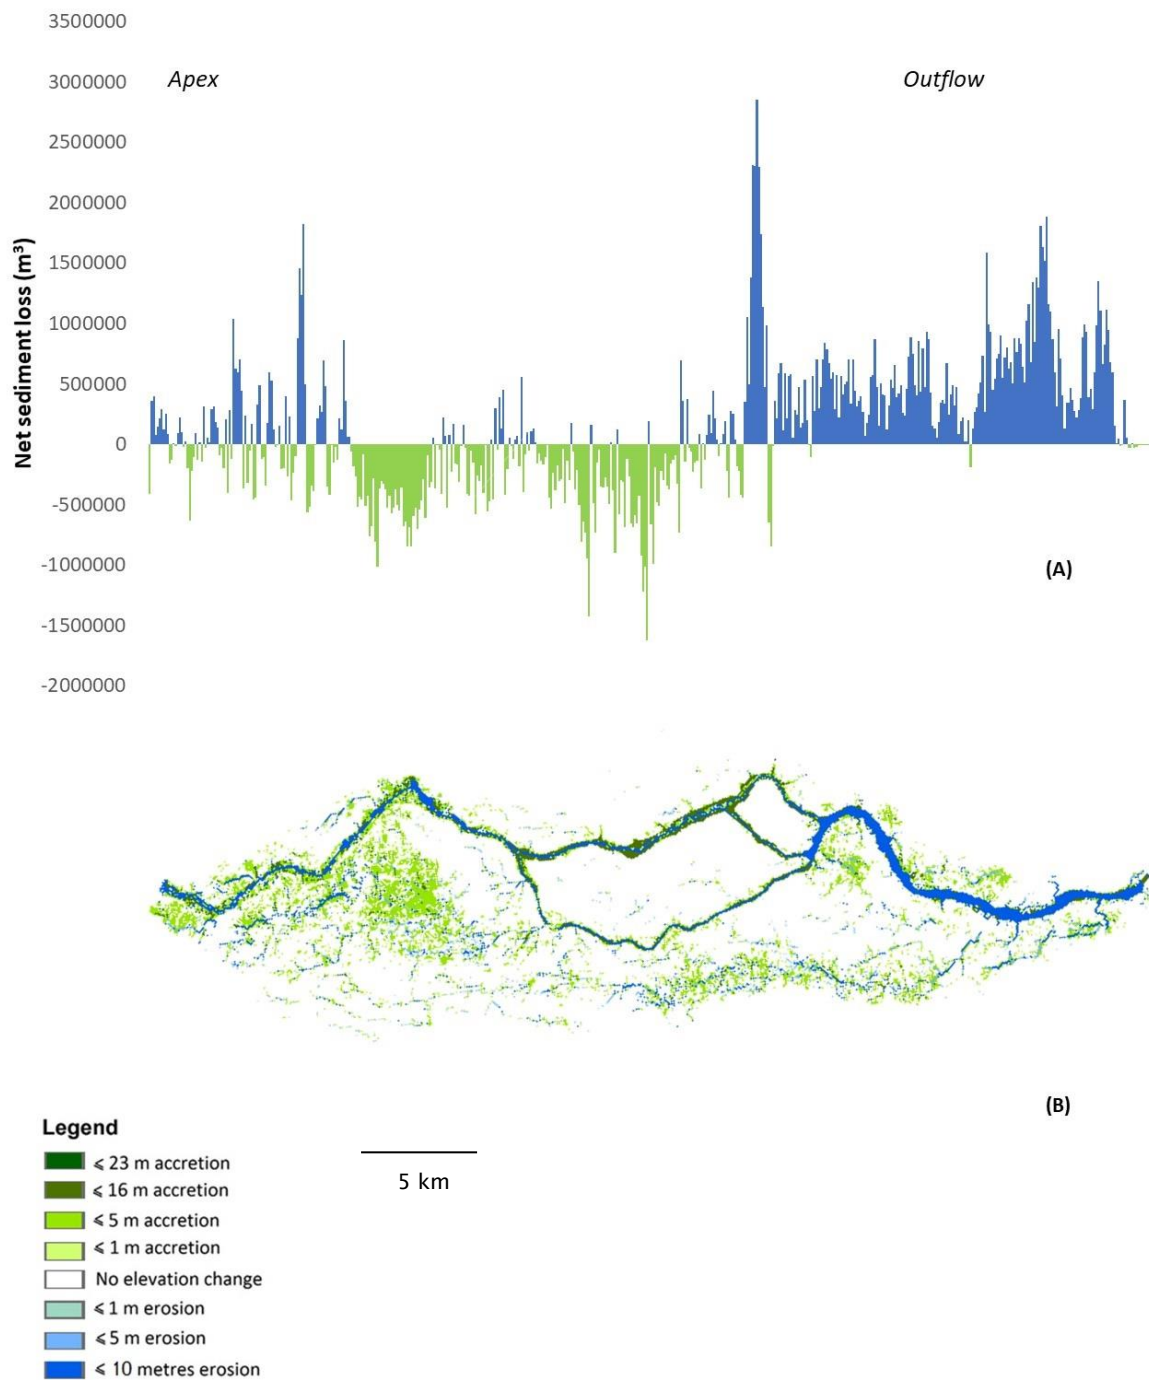 3500000
3000000
Apex
Outflow
2500000
2000000
1500000
1000000
500000
0
-500000
-1000000
-1500000
-2000000
Net sediment loss (m³)
(A)
(B)
Legend
⩽ 23 m accretion
⩽ 16 m accretion
⩽ 5 m accretion
⩽ 1 m accretion
No elevation change
⩽ 1 m erosion
⩽ 5 m erosion
⩽ 10 metres erosion
5 km